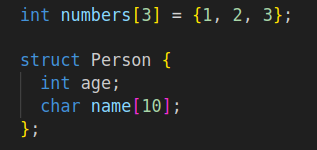 int numbers[3] = {1, 2, 3};

struct Person {
  int age;
  char name[10];
};